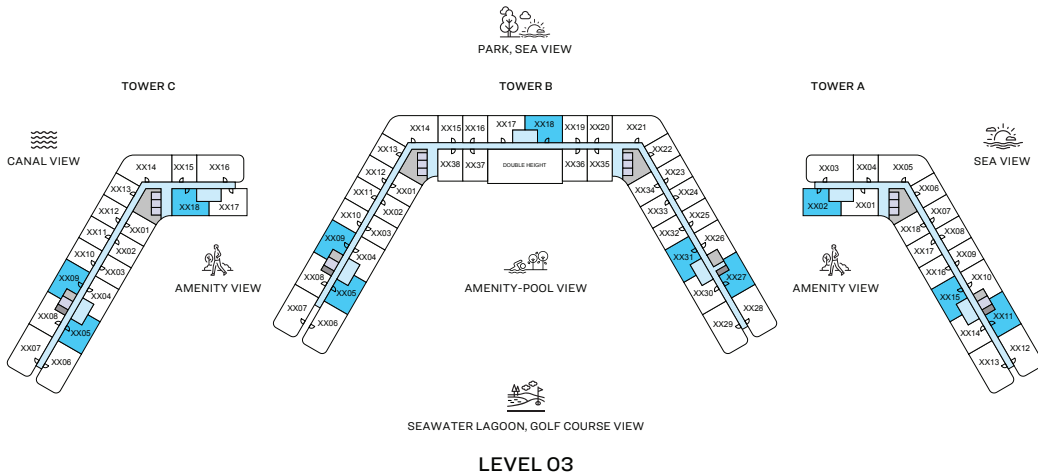 PARK, SEA VIEW
TOWER C
TOWER B
TOWER A
CANAL VIEW
SEA VIEW
XX14
XX15
XX16
XX13
XX12
XX11
XX10
XX09
XX08
XX07
XX18
XX17
XX01
XX02
XX03
XX04
XX05
XX06
AMENITY VIEW
XX14
XX15
XX16
XX17
XX18
XX19
XX20
XX21
XX38
XX37
DOUBLE HEIGHT
XX36
XX35
XX13
XX12
XX11
XX10
XX09
XX08
XX07
XX01
XX02
XX03
XX04
XX05
XX06
XX22
XX23
XX24
XX25
XX26
XX27
XX28
XX34
XX33
XX32
XX31
XX30
XX29
AMENITY-POOL VIEW
XX03
XX04
XX05
XX02
XX01
XX06
XX07
XX08
XX09
XX10
XX11
XX12
XX18
XX17
XX16
XX15
XX14
XX13
AMENITY VIEW
SEAWATER LAGOON, GOLF COURSE VIEW
LEVEL 03